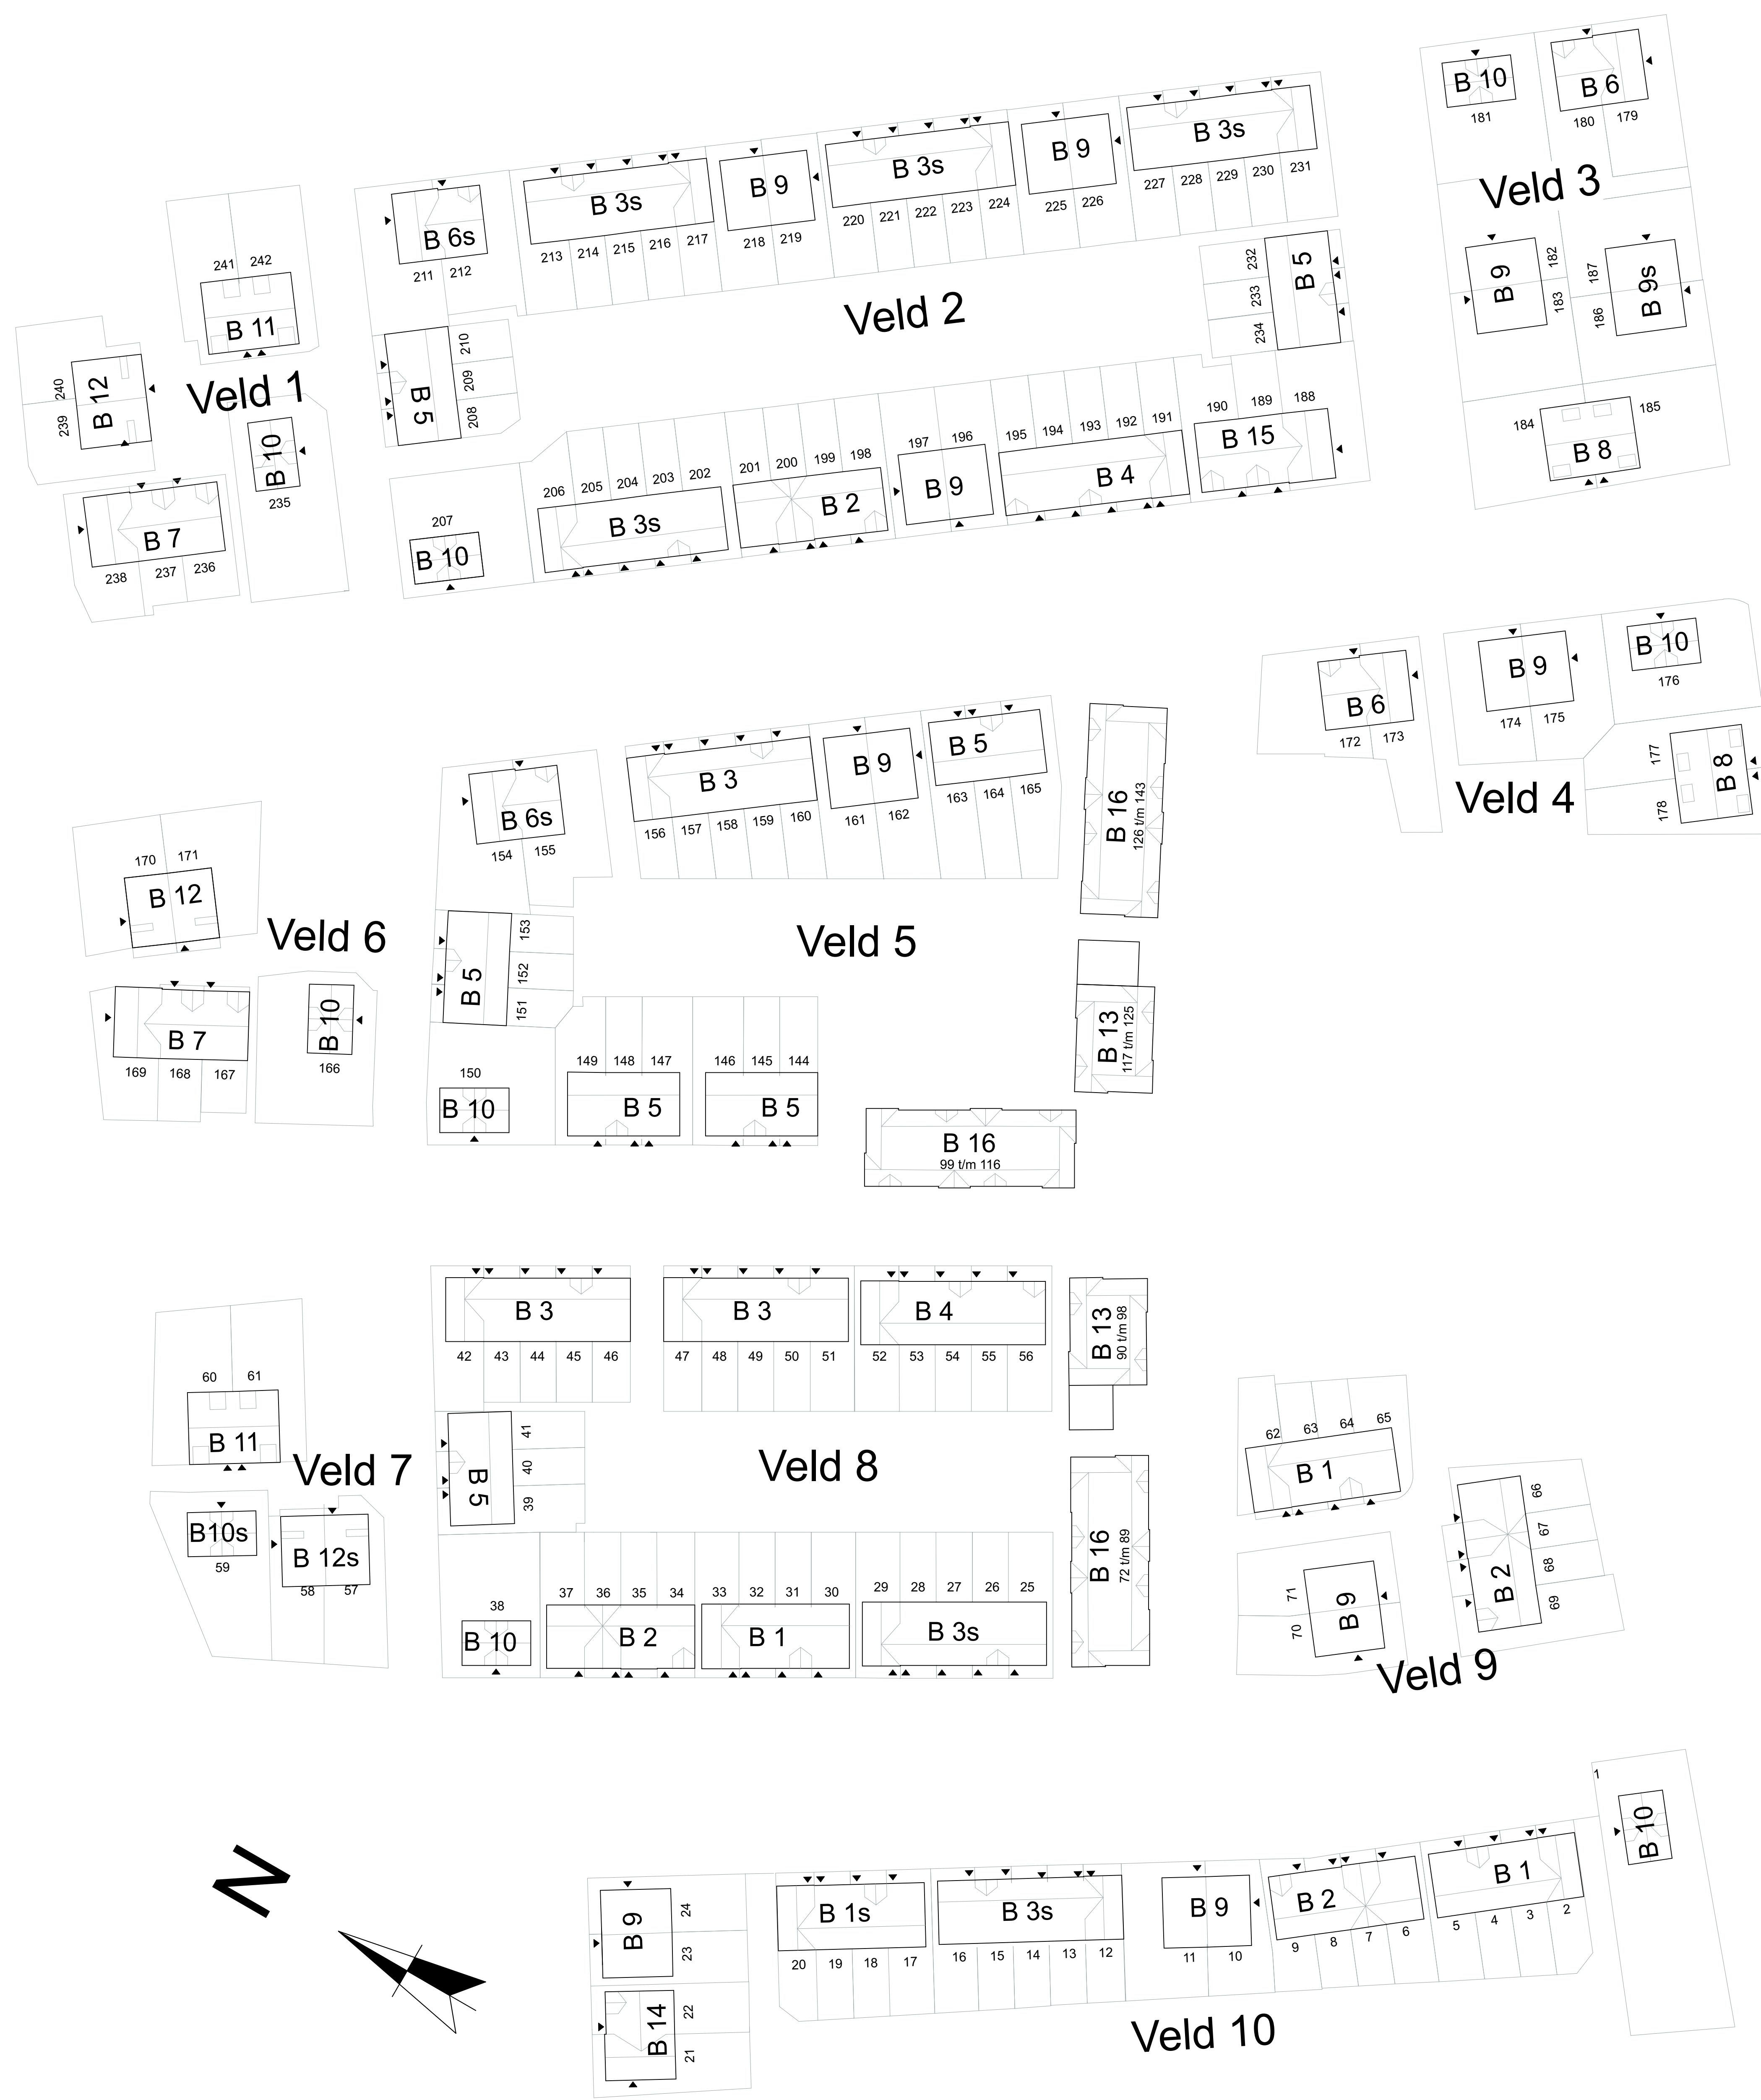 B 10
181
B 6
180 179
Veld 3
B 9
182
183
B 9s
187
186
184
B 8
185
B 6s
211 212
B 3s
213 214 215 216 217
B 9
218 219
B 3s
220 221 222 223 224
B 9
225 226
B 3s
227 228 229 230 231
B 5
232
233
234
Veld 2
B 5
210
209
208
207
B 10
206 205 204 203 202
B 3s
201 200 199 198
B 2
197 196
B 9
195 194 193 192 191
B 4
190 189 188
B 15
241 242
B 11
B 12
240
239
Veld 1
B 10
235
B 7
238 237 236
B 6
172 173
B 9
174 175
B 10
176
Veld 4
177
178
B 8
B 6s
154 155
B 3
156 157 158 159 160
B 9
161 162
B 5
163 164 165
B 16
126 t/m 143
Veld 5
B 5
153
152
151
B 13
117 t/m 125
150
B 10
149 148 147
B 5
146 145 144
B 5
B 16
99 t/m 116
170 171
B 12
Veld 6
B 7
169 168 167
B 10
166
B 3
42 43 44 45 46
B 3
47 48 49 50 51
B 4
52 53 54 55 56
B 13
90 t/m 98
Veld 8
B 5
41
40
39
B 16
72 t/m 89
38
B 10
37 36 35 34
B 2
33 32 31 30
B 1
29 28 27 26 25
B 3s
60 61
B 11
Veld 7
B10s
59
B 12s
58 57
62 63 64 65
B 1
B 2
66
67
68
69
71
70
B 9
Veld 9
N
B 9
24
23
B 14
22
21
B 1s
20 19 18 17
B 3s
16 15 14 13 12
B 9
11 10
B 2
9 8 7 6
B 1
5 4 3 2
1
B 10
Veld 10